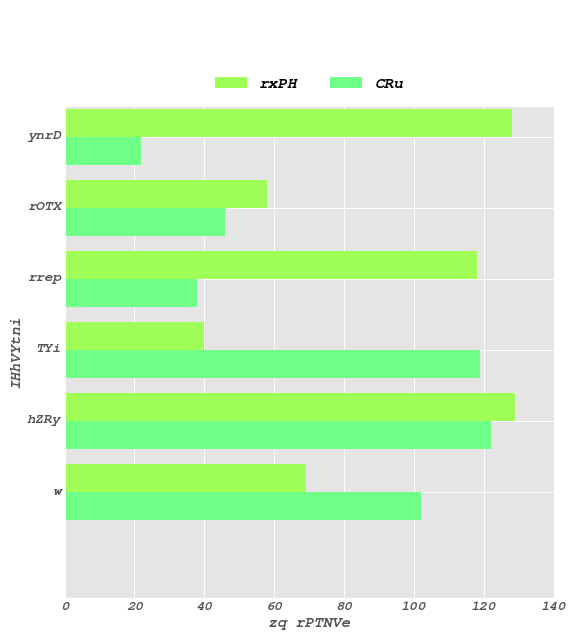 rxPH CRu
ynrD
rOTX
rrep
TYi
hZRy
w
IHhVYtni
0 20 40 60 80 100 120 140
zq rPTNVe